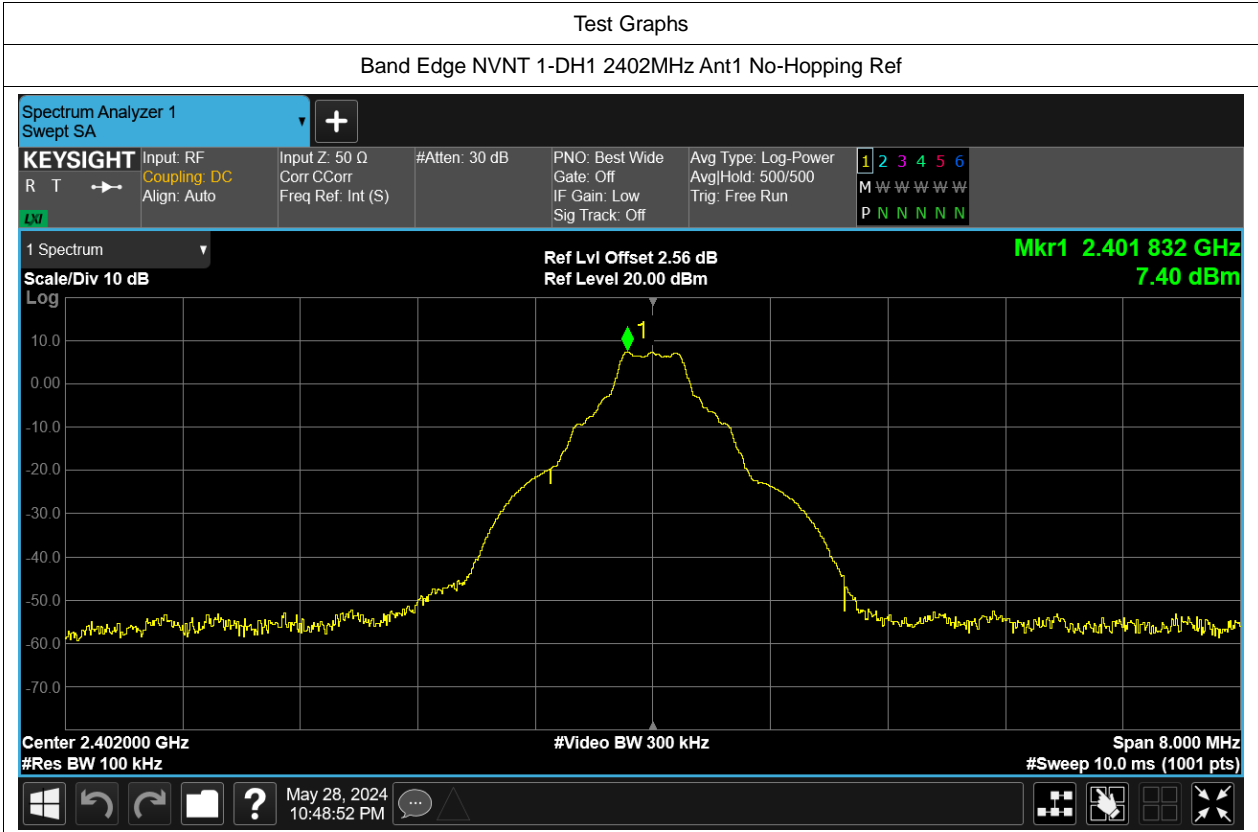 Test Graphs
Band Edge NVNT 1-DH1 2402MHz Ant1 No-Hopping Ref
Spectrum Analyzer 1
Swept SA
KEYSIGHT
R T
LXI
Input: RF
Coupling: DC
Align: Auto
Input Z: 50 Ω
Corr CCorr
Freq Ref: Int (S)
#Atten: 30 dB
PNO: Best Wide
Gate: Off
IF Gain: Low
Sig Track: Off
Avg Type: Log-Power
Avg|Hold: 500/500
Trig: Free Run
1 2 3 4 5 6
M W W W W W
P N N N N N
1 Spectrum
Scale/Div 10 dB
Ref Lvl Offset 2.56 dB
Ref Level 20.00 dBm
Mkr1 2.401 832 GHz
7.40 dBm
Log
1
10.0
0.00
-10.0
-20.0
-30.0
-40.0
-50.0
-60.0
-70.0
Center 2.402000 GHz
#Video BW 300 kHz
Span 8.000 MHz
#Res BW 100 kHz
#Sweep 10.0 ms (1001 pts)
?
May 28, 2024
10:48:52 PM